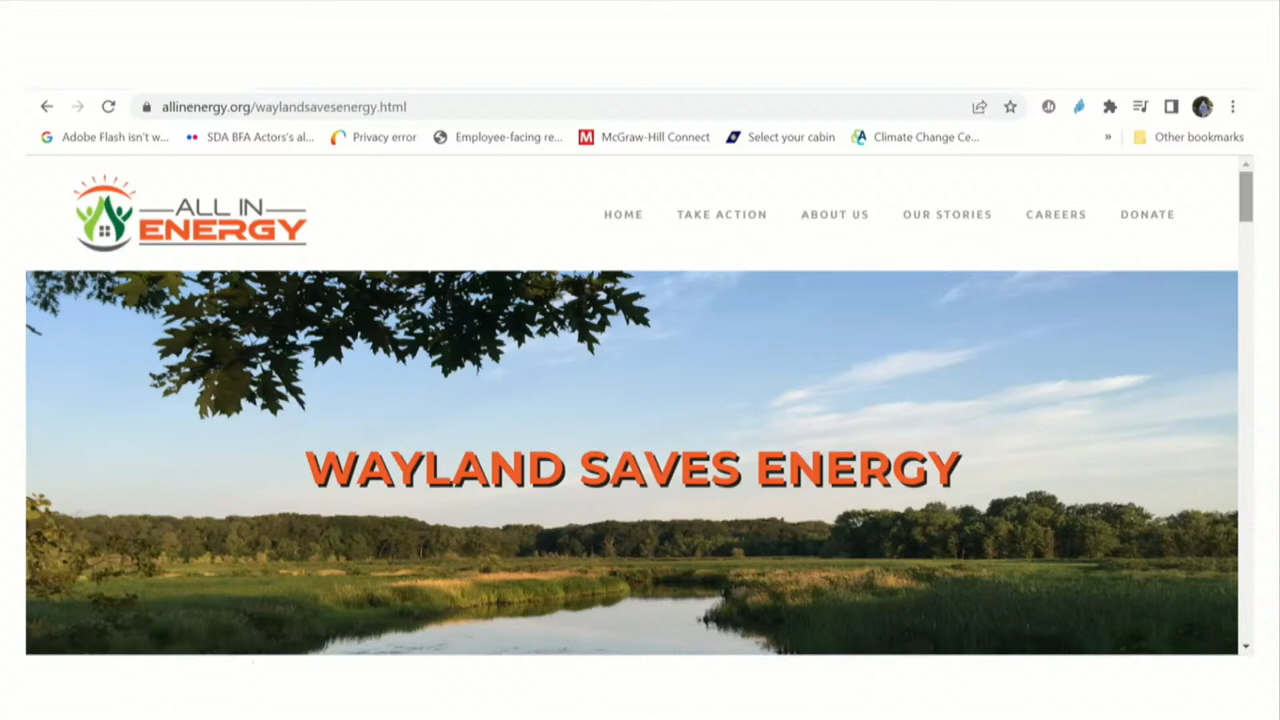 allinenergy.org/waylandsavesenergy.html
Adobe Flash isn't w... SDA BFA Actors's al... Privacy error Employee-facing re... McGraw-Hill Connect Select your cabin Climate Change Ce... » Other bookmarks
ALL IN
ENERGY
HOME TAKE ACTION ABOUT US OUR STORIES CAREERS DONATE
WAYLAND SAVES ENERGY